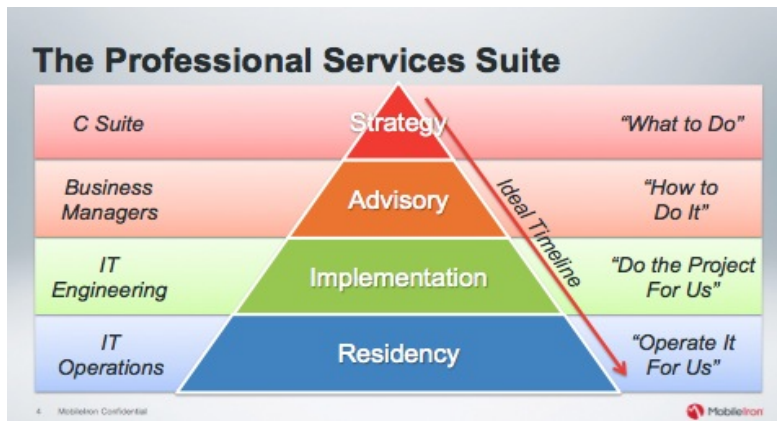 The Professional Services Suite
C Suite
Strategy
“What to Do”
Business
Managers
Advisory
“How to
Do It”
Ideal Timeline
IT
Engineering
Implementation
“Do the Project
For Us”
IT
Operations
Residency
“Operate It
For Us”
4 MobileIron Confidential
MobileIron